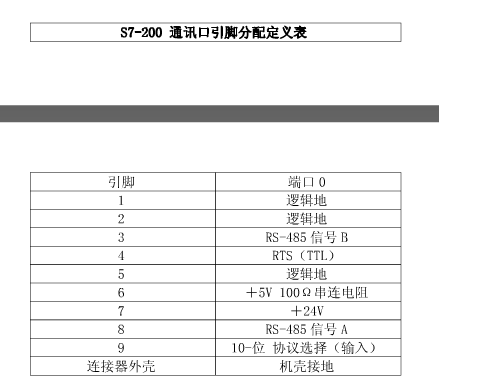 S7-200 通讯口引脚分配定义表
引脚 端口 0
1 逻辑地
2 逻辑地
3 RS-485 信号 B
4 RTS（TTL）
5 逻辑地
6 ＋5V 100Ω串连电阻
7 ＋24V
8 RS-485 信号 A
9 10-位 协议选择（输入）
连接器外壳 机壳接地